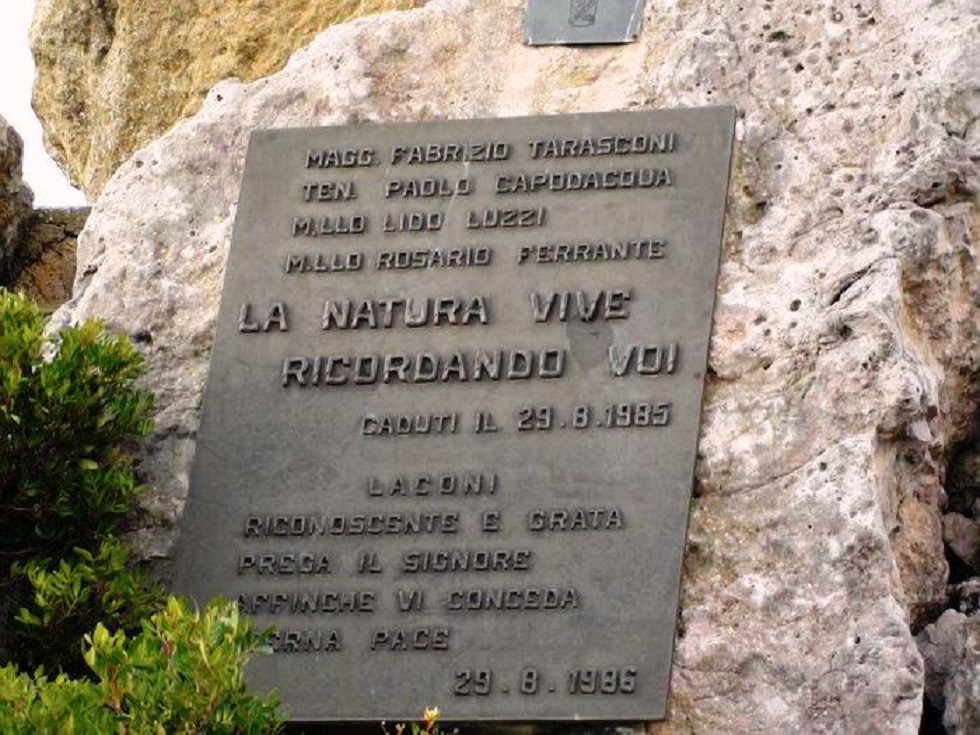 MAGG. FABRIZIO TARASCONI
TEN. PAOLO CAPODACQUA
M.LLO LIDO LUZZI
M.LLO ROSARIO FERRANTE
LA NATURA VIVE
RICORDANDO VOI
CADUTI IL 29.8.1985
LACONI
RICONOSCENTE E GRATA
PREGA IL SIGNORE
AFFINCHE VI CONCEDA
ERNA PACE
29.8.1986